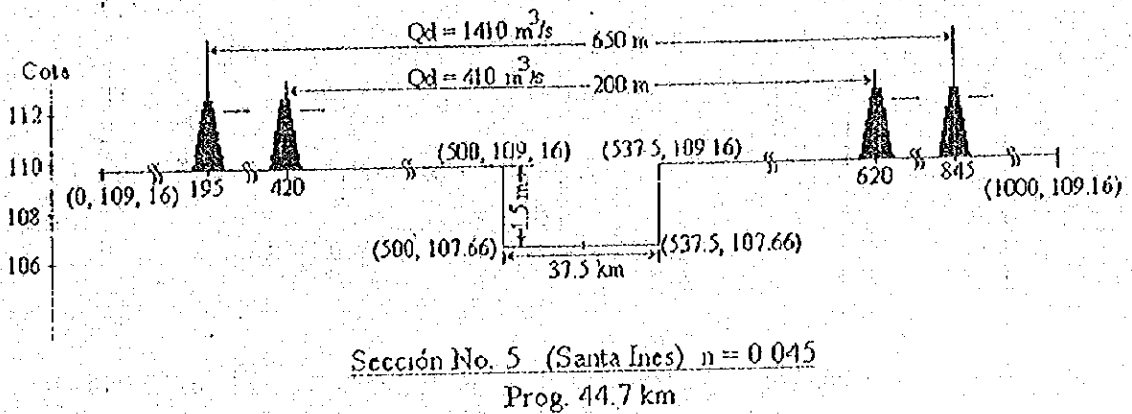 Qd = 1410 m³/s 650 m
Cota
Qd = 410 m³/s 200 m
112
(500, 109, 16) (537.5, 109 16)
110
(0, 109, 16) 195 420 620 845 (1000, 109.16)
1.5 m
108
(500, 107.66) (537.5, 107.66)
106
37.5 km
Sección No. 5 (Santa Ines) n = 0 045
Prog. 44.7 km